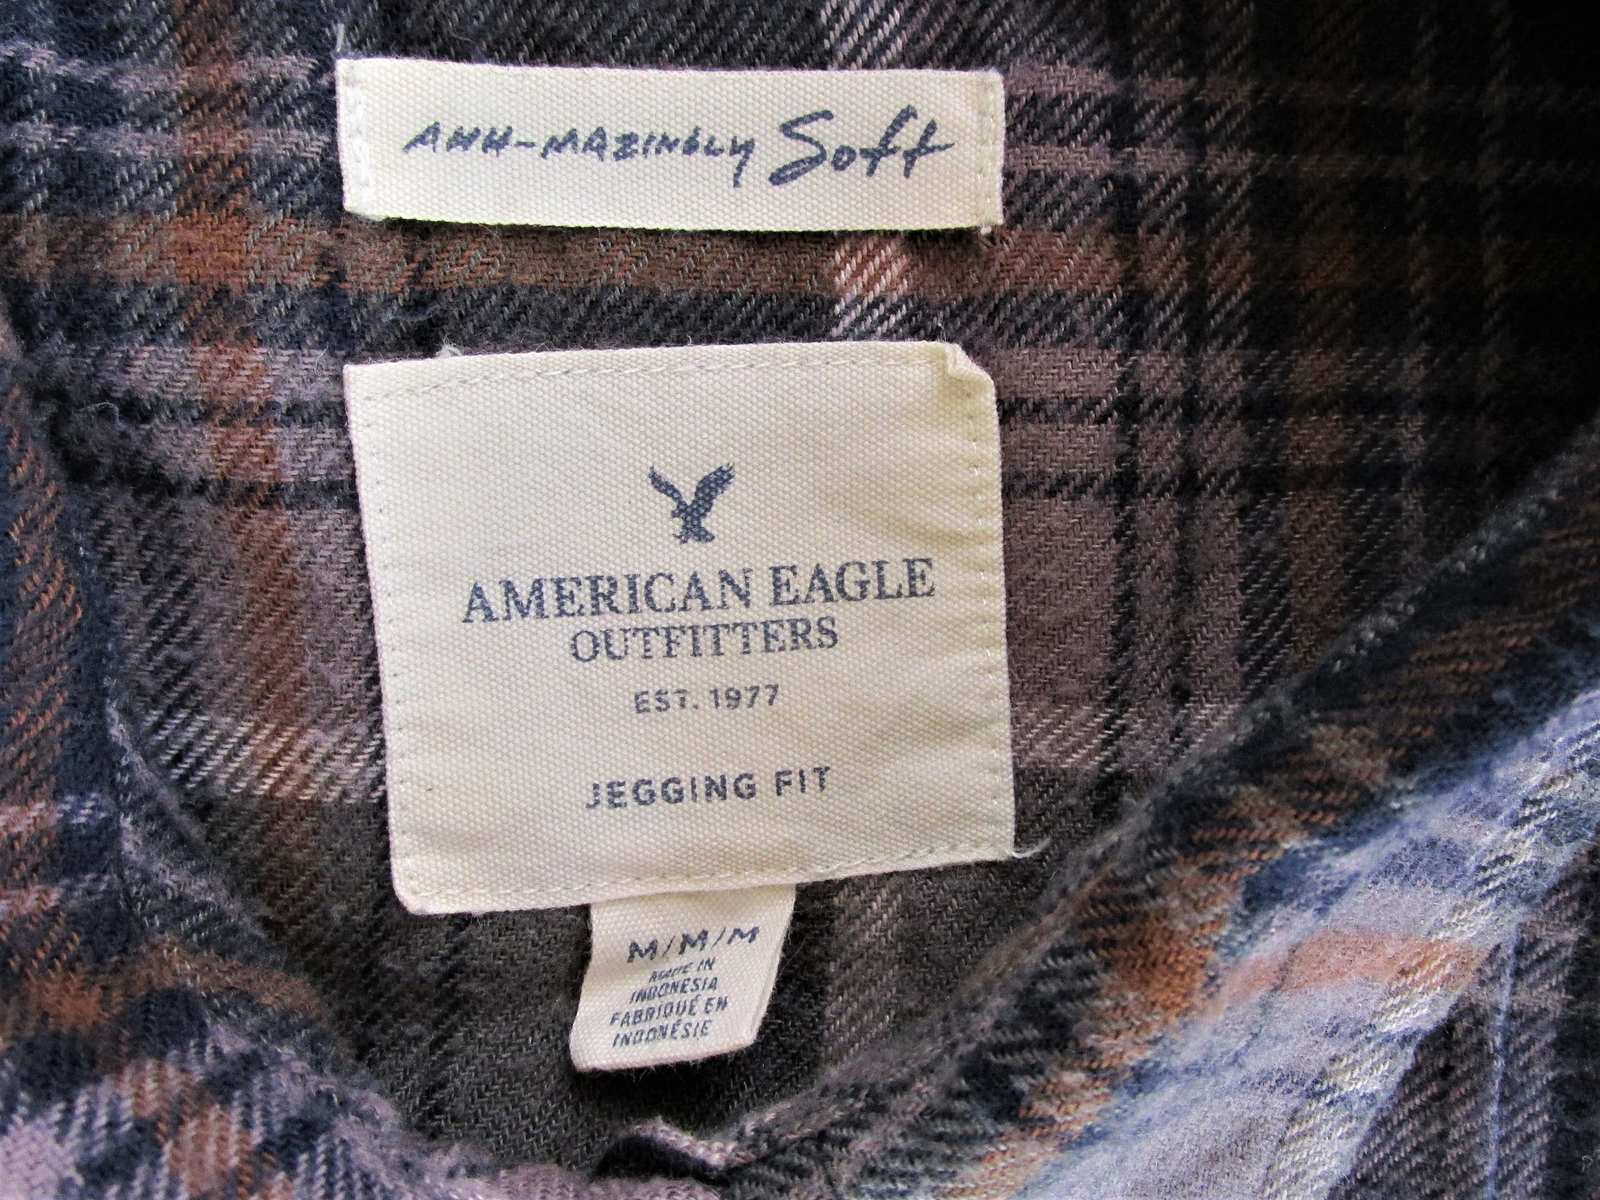 AHH-MAZINGLY Soft
AMERICAN EAGLE
OUTFITTERS
EST. 1977
JEGGING FIT
M/M/M
MADE IN
INDONESIA
FABRIQUÉ EN
INDONÉSIE